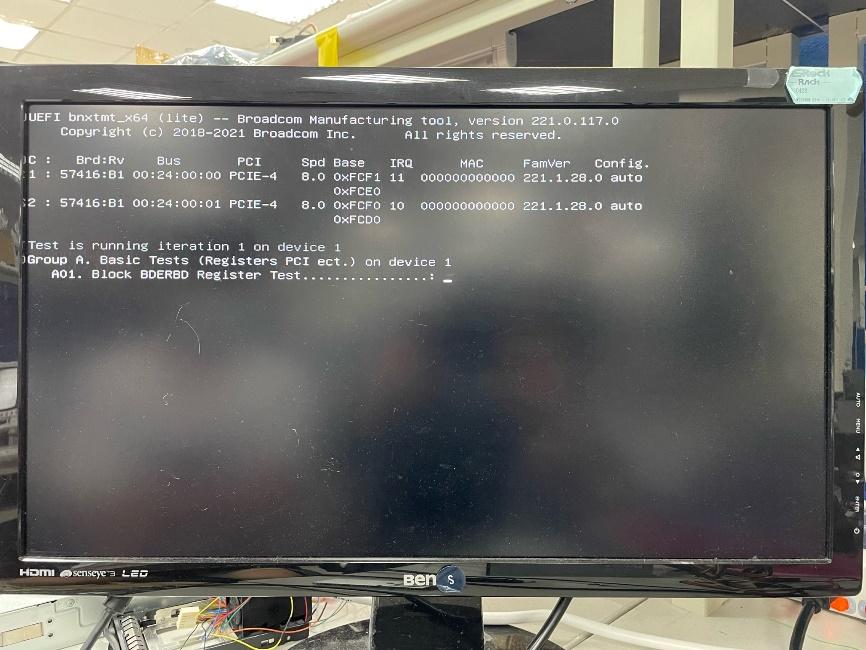 UEFI bnxtmt_x64 (lite) -- Broadcom Manufacturing tool, version 221.0.117.0
Copyright (c) 2018-2021 Broadcom Inc. All rights reserved.
C : Brd:Rv Bus PCI Spd Base IRQ MAC FamVer Config.
1 : 57416:B1 00:24:00:00 PCIE-4 8.0 0xFCF1 11 000000000000 221.1.28.0 auto
0xFCE0
2 : 57416:B1 00:24:00:01 PCIE-4 8.0 0xFCF0 10 000000000000 221.1.28.0 auto
0xFCD0
Test is running iteration 1 on device 1
Group A. Basic Tests (Registers PCI ect.) on device 1
A01. Block BDERBD Register Test................: _
HDMI senseye3 LED
Ben S
ASRock
Rack
AUTO
MENU
ENTER